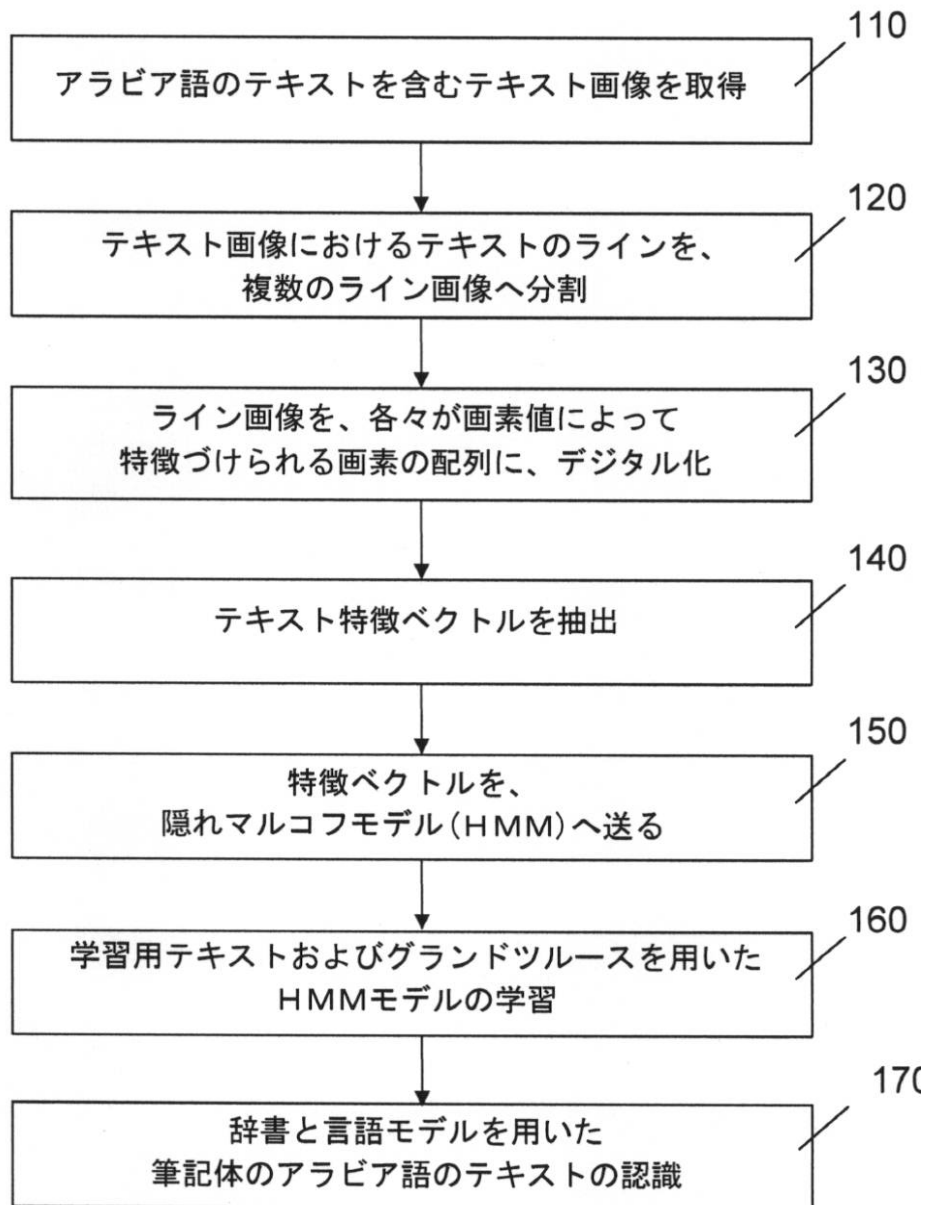 110
アラビア語のテキストを含むテキスト画像を取得
120
テキスト画像におけるテキストのラインを、
複数のライン画像へ分割
130
ライン画像を、各々が画素値によって
特徴づけられる画素の配列に、デジタル化
140
テキスト特徴ベクトルを抽出
150
特徴ベクトルを、
隠れマルコフモデル(HMM)へ送る
160
学習用テキストおよびグランドツルースを用いた
HMMモデルの学習
170
辞書と言語モデルを用いた
筆記体のアラビア語のテキストの認識